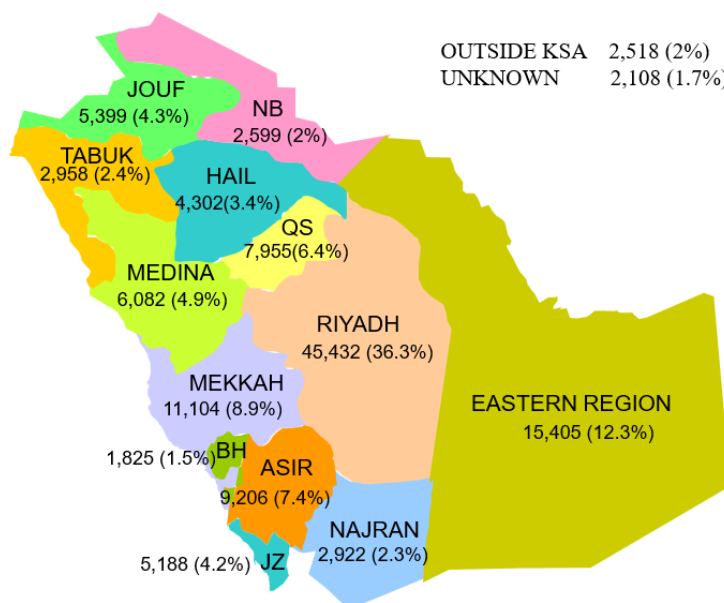 OUTSIDE KSA 2,518 (2%)
UNKNOWN 2,108 (1.7%)
JOUF
5,399 (4.3%)
NB
2,599 (2%)
TABUK
2,958 (2.4%)
HAIL
4,302(3.4%)
QS
7,955(6.4%)
MEDINA
6,082 (4.9%)
RIYADH
45,432 (36.3%)
MEKKAH
11,104 (8.9%)
EASTERN REGION
15,405 (12.3%)
BH
1,825 (1.5%)
ASIR
9,206 (7.4%)
NAJRAN
2,922 (2.3%)
JZ
5,188 (4.2%)